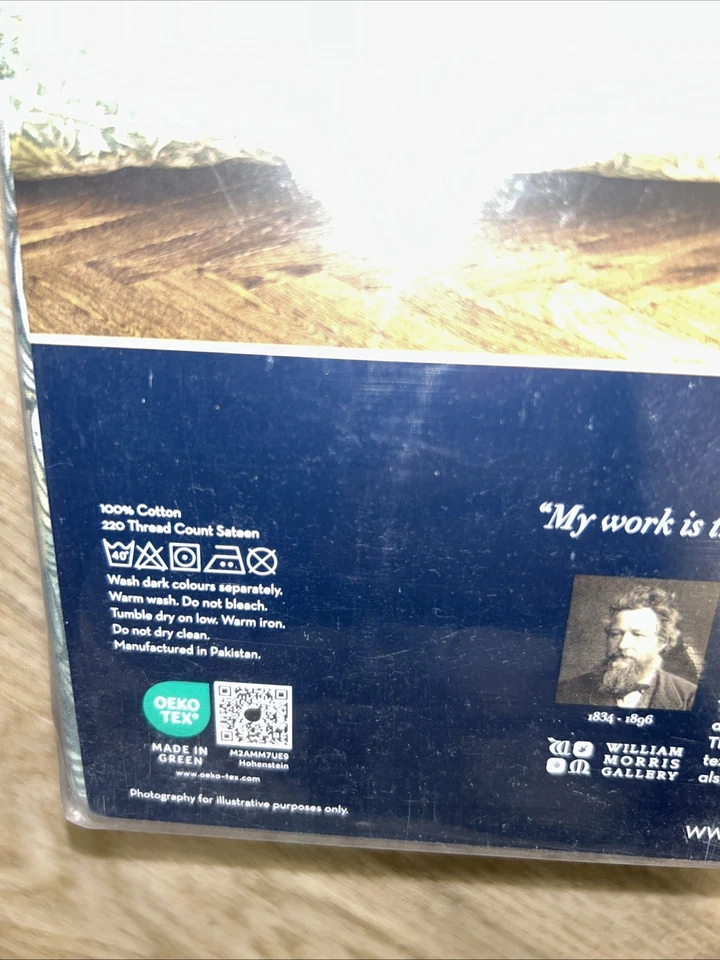 100% Cotton
220 Thread Count Sateen
40°
Wash dark colours separately.
Warm wash. Do not bleach.
Tumble dry on low. Warm iron.
Do not dry clean.
Manufactured in Pakistan.
OEKO
TEX®
MADE IN
GREEN
M2AMM7UE9
Hohenstein
www.oeko-tex.com
Photography for illustrative purposes only.
“My work is
1834 - 1896
WILLIAM
MORRIS
GALLERY